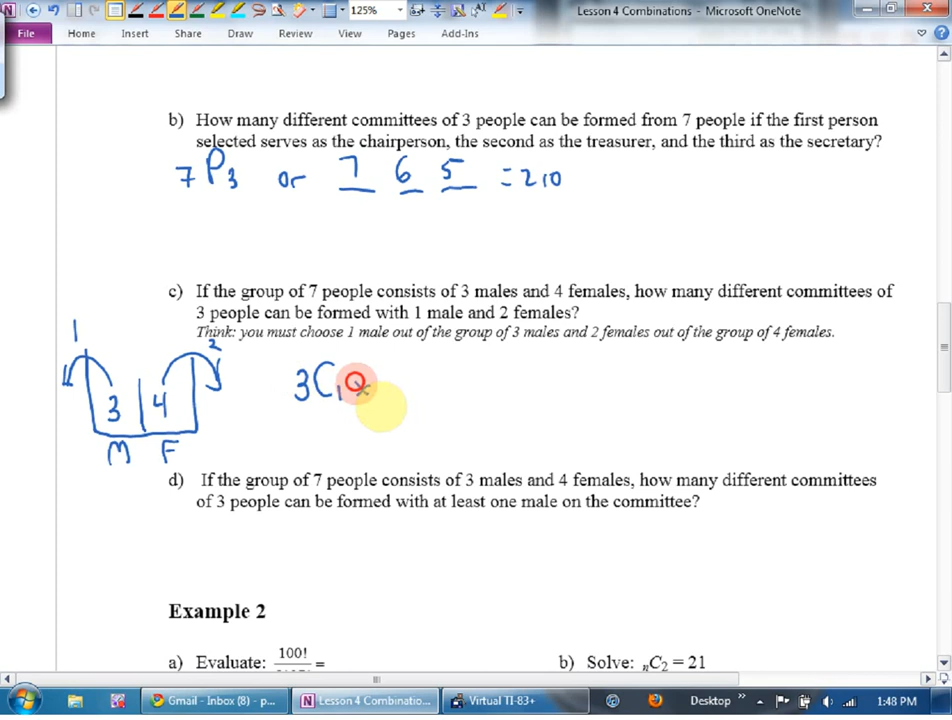 Lesson 4 Combinations - Microsoft OneNote
125%
File Home Insert Share Draw Review View Pages Add-Ins
b) How many different committees of 3 people can be formed from 7 people if the first person
selected serves as the chairperson, the second as the treasurer, and the third as the secretary?
7 P 3 or 7 6 5 = 210
c) If the group of 7 people consists of 3 males and 4 females, how many different committees of
3 people can be formed with 1 male and 2 females?
Think: you must choose 1 male out of the group of 3 males and 2 females out of the group of 4 females.
1 2
3 4 3C1 ×
M F
d) If the group of 7 people consists of 3 males and 4 females, how many different committees
of 3 people can be formed with at least one male on the committee?
Example 2
a) Evaluate: 100! = b) Solve: nC2 = 21
Gmail - Inbox (8) - p... Lesson 4 Combinatio... Virtual TI-83+ Desktop 1:48 PM